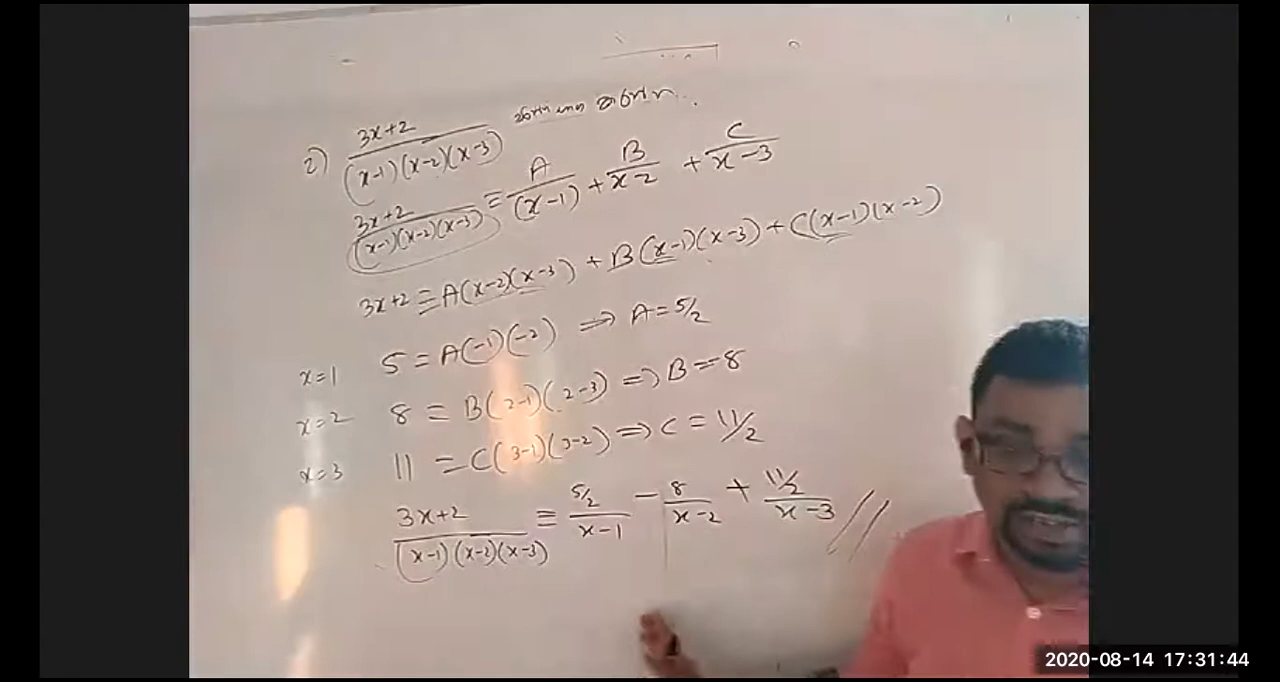 2) 3x+2 / (x-1)(x-2)(x-3)
3x+2 / (x-1)(x-2)(x-3) ≡ A / (x-1) + B / x-2 + C / x-3
3x+2 ≡ A(x-2)(x-3) + B(x-1)(x-3) + C(x-1)(x-2)
x=1 5 = A(-1)(-2) ⇒ A = 5/2
x=2 8 = B(2-1)(2-3) ⇒ B = 8
x=3 11 = C(3-1)(3-2) ⇒ C = 11/2
3x+2 / (x-1)(x-2)(x-3) ≡ 5/2 / x-1 - 8 / x-2 + 11/2 / x-3 //
2020-08-14 17:31:44